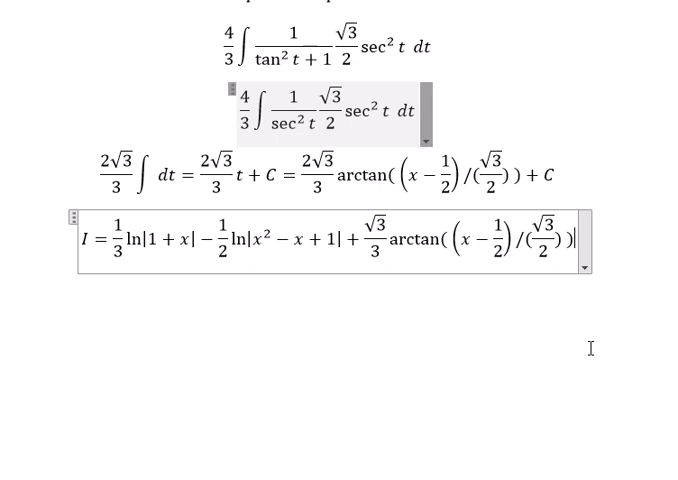 4/3 ∫ 1/(tan² t + 1) √3/2 sec² t dt
4/3 ∫ 1/(sec² t) √3/2 sec² t dt
2√3/3 ∫ dt = 2√3/3 t + C = 2√3/3 arctan( (x − 1/2) /(√3/2) ) + C
I = 1/3 ln|1 + x| − 1/2 ln|x² − x + 1| + √3/3 arctan( (x − 1/2) /(√3/2) )